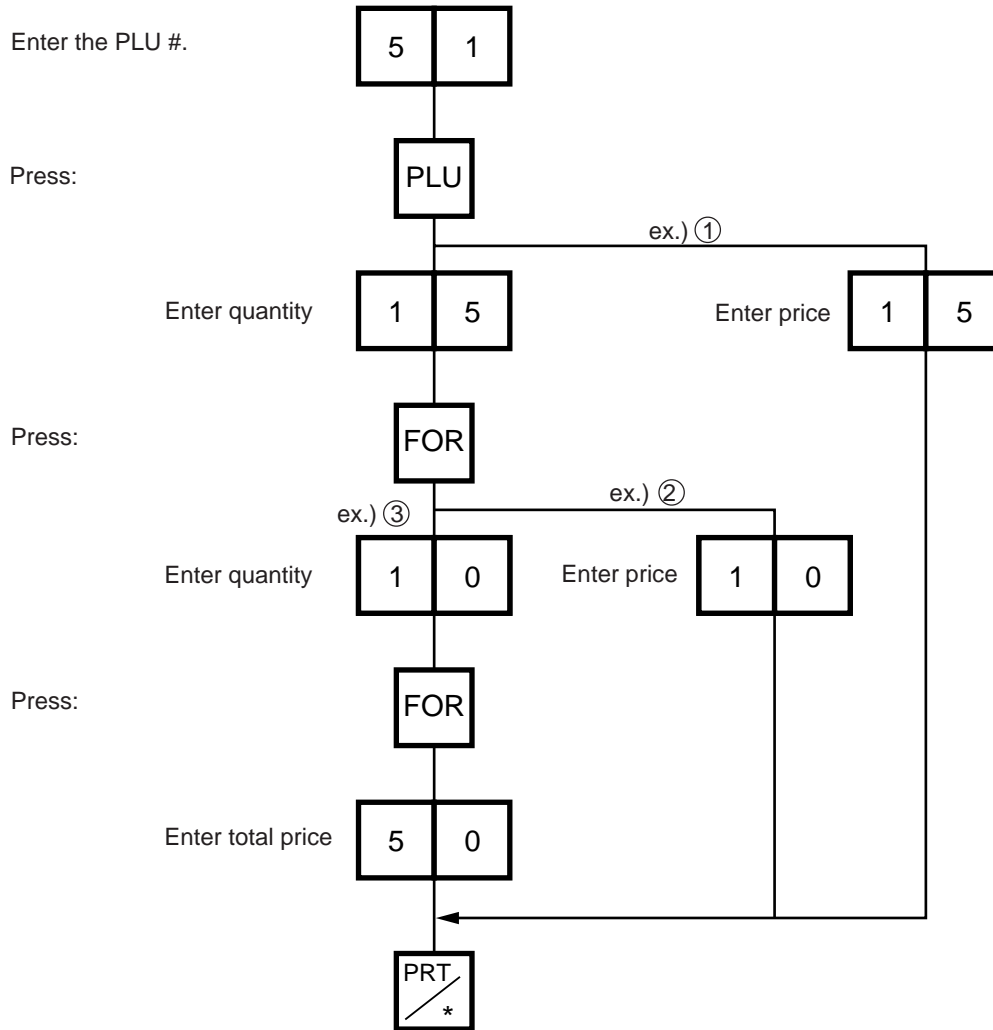 Enter the PLU #.
5 1
Press:
PLU
ex.) ①
Enter quantity
1 5
Enter price
1 5
Press:
FOR
ex.) ③
ex.) ②
Enter quantity
1 0
Enter price
1 0
Press:
FOR
Enter total price
5 0
PRT
*